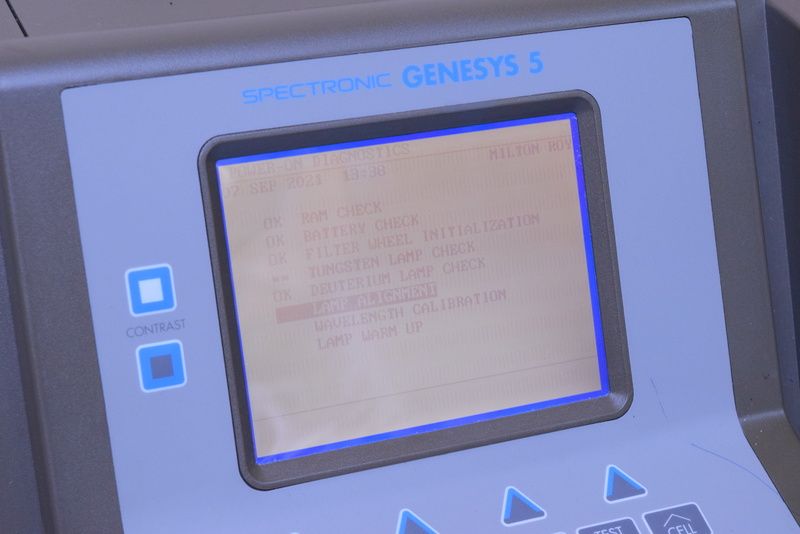 SPECTRONIC GENESYS 5
POWER-ON DIAGNOSTICS MILTON ROY
02 SEP 2021 13:38
OK RAM CHECK
OK BATTERY CHECK
OK FILTER WHEEL INITIALIZATION
** TUNGSTEN LAMP CHECK
OK DEUTERIUM LAMP CHECK
LAMP ALIGNMENT
WAVELENGTH CALIBRATION
LAMP WARM UP
CONTRAST
TEST
CELL